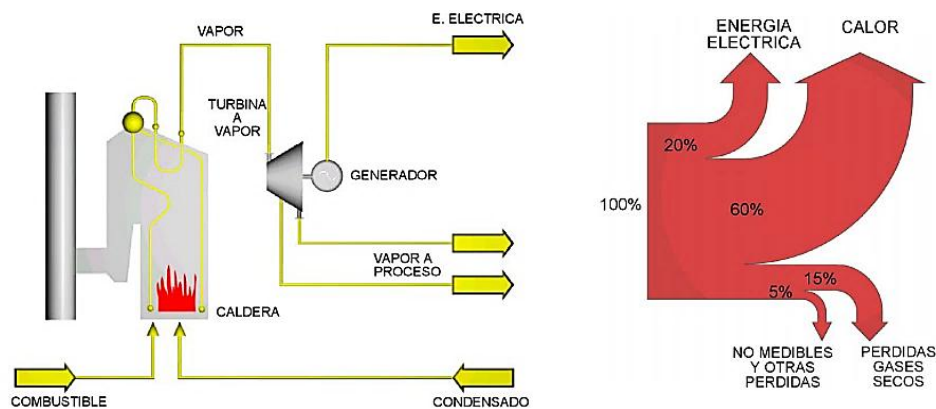 E. ELECTRICA
VAPOR
TURBINA
A
VAPOR
GENERADOR
VAPOR A
PROCESO
CALDERA
COMBUSTIBLE
CONDENSADO
ENERGIA
ELECTRICA
CALOR
20%
100%
60%
15%
5%
NO MEDIBLES
Y OTRAS
PERDIDAS
PERDIDAS
GASES
SECOS